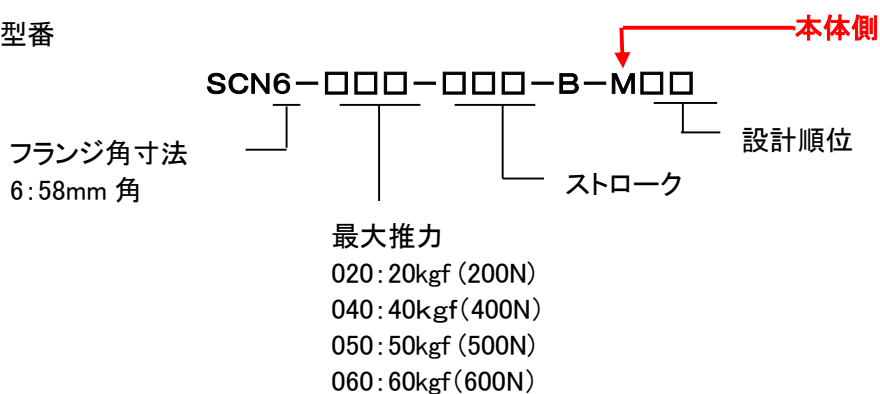 型番
本体側
SCN6－□□□－□□□－B－M□□
フランジ角寸法
6:58mm 角
設計順位
ストローク
最大推力
020:20kgf (200N)
040:40kgf(400N)
050:50kgf (500N)
060:60kgf(600N)